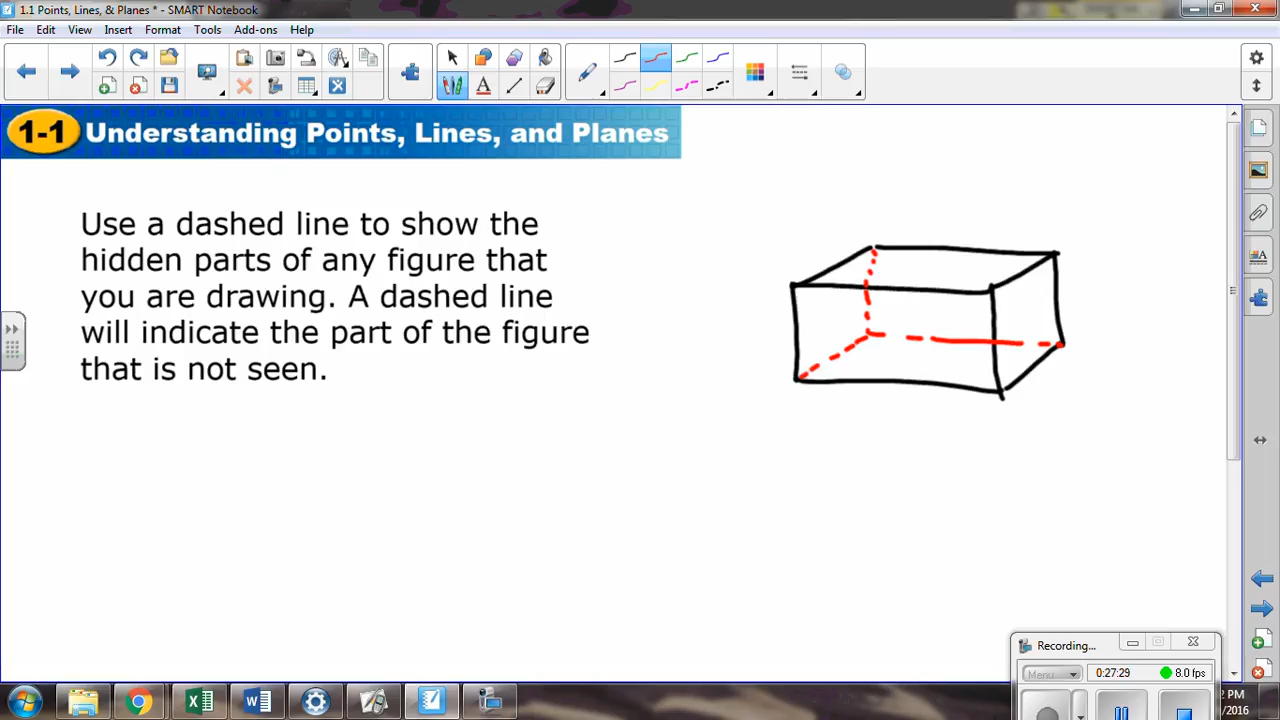 1.1 Points, Lines, & Planes * - SMART Notebook
File Edit View Insert Format Tools Add-ons Help
1-1 Understanding Points, Lines, and Planes
Use a dashed line to show the
hidden parts of any figure that
you are drawing. A dashed line
will indicate the part of the figure
that is not seen.
Recording...
Menu 0:27:29 8.0 fps
2 PM
/2016